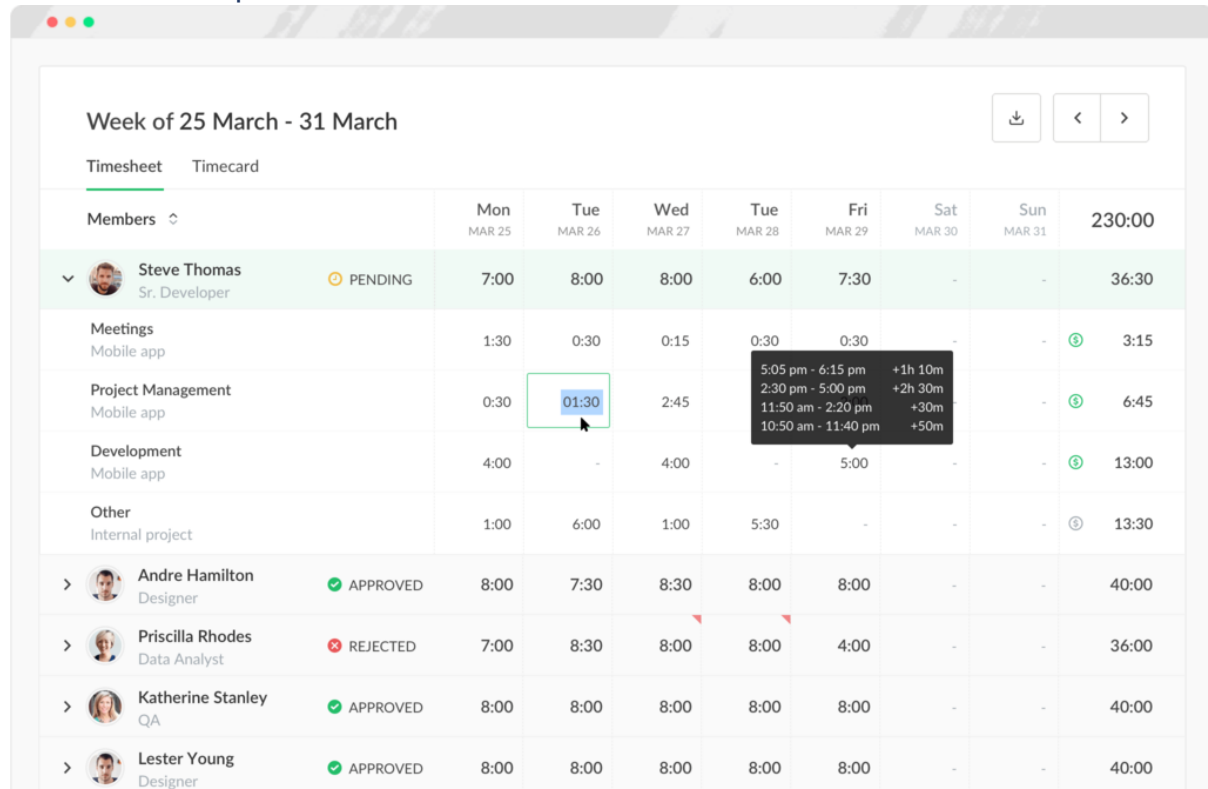 Week of 25 March - 31 March
Timesheet Timecard
Members Mon Tue Wed Tue Fri Sat Sun 230:00
MAR 25 MAR 26 MAR 27 MAR 28 MAR 29 MAR 30 MAR 31
Steve Thomas PENDING 7:00 8:00 8:00 6:00 7:30 - - 36:30
Sr. Developer
Meetings 1:30 0:30 0:15 0:30 0:30 - - 3:15
Mobile app
Project Management 0:30 01:30 2:45 - 6:45
Mobile app
5:05 pm - 6:15 pm +1h 10m
2:30 pm - 5:00 pm +2h 30m
11:50 am - 2:20 pm +30m
10:50 am - 11:40 pm +50m
Development 4:00 - 4:00 - 5:00 - - 13:00
Mobile app
Other 1:00 6:00 1:00 5:30 - - - 13:30
Internal project
Andre Hamilton APPROVED 8:00 7:30 8:30 8:00 8:00 - - 40:00
Designer
Priscilla Rhodes REJECTED 7:00 8:30 8:00 8:00 4:00 - - 36:00
Data Analyst
Katherine Stanley APPROVED 8:00 8:00 8:00 8:00 8:00 - - 40:00
QA
Lester Young APPROVED 8:00 8:00 8:00 8:00 8:00 - - 40:00
Designer